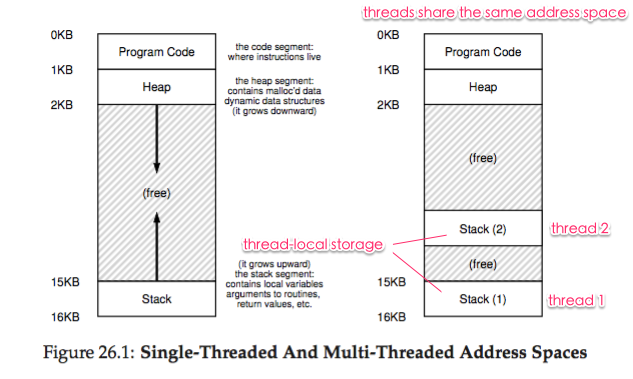 threads share the same address space
0KB
Program Code
the code segment:
where instructions live
1KB
Heap
the heap segment:
contains malloc'd data
dynamic data structures
(it grows downward)
2KB
(free)
(it grows upward)
the stack segment:
contains local variables
arguments to routines,
return values, etc.
15KB
Stack
16KB
0KB
Program Code
1KB
Heap
2KB
(free)
Stack (2)
thread 2
thread-local storage
(free)
15KB
Stack (1)
thread 1
16KB
Figure 26.1: Single-Threaded And Multi-Threaded Address Spaces